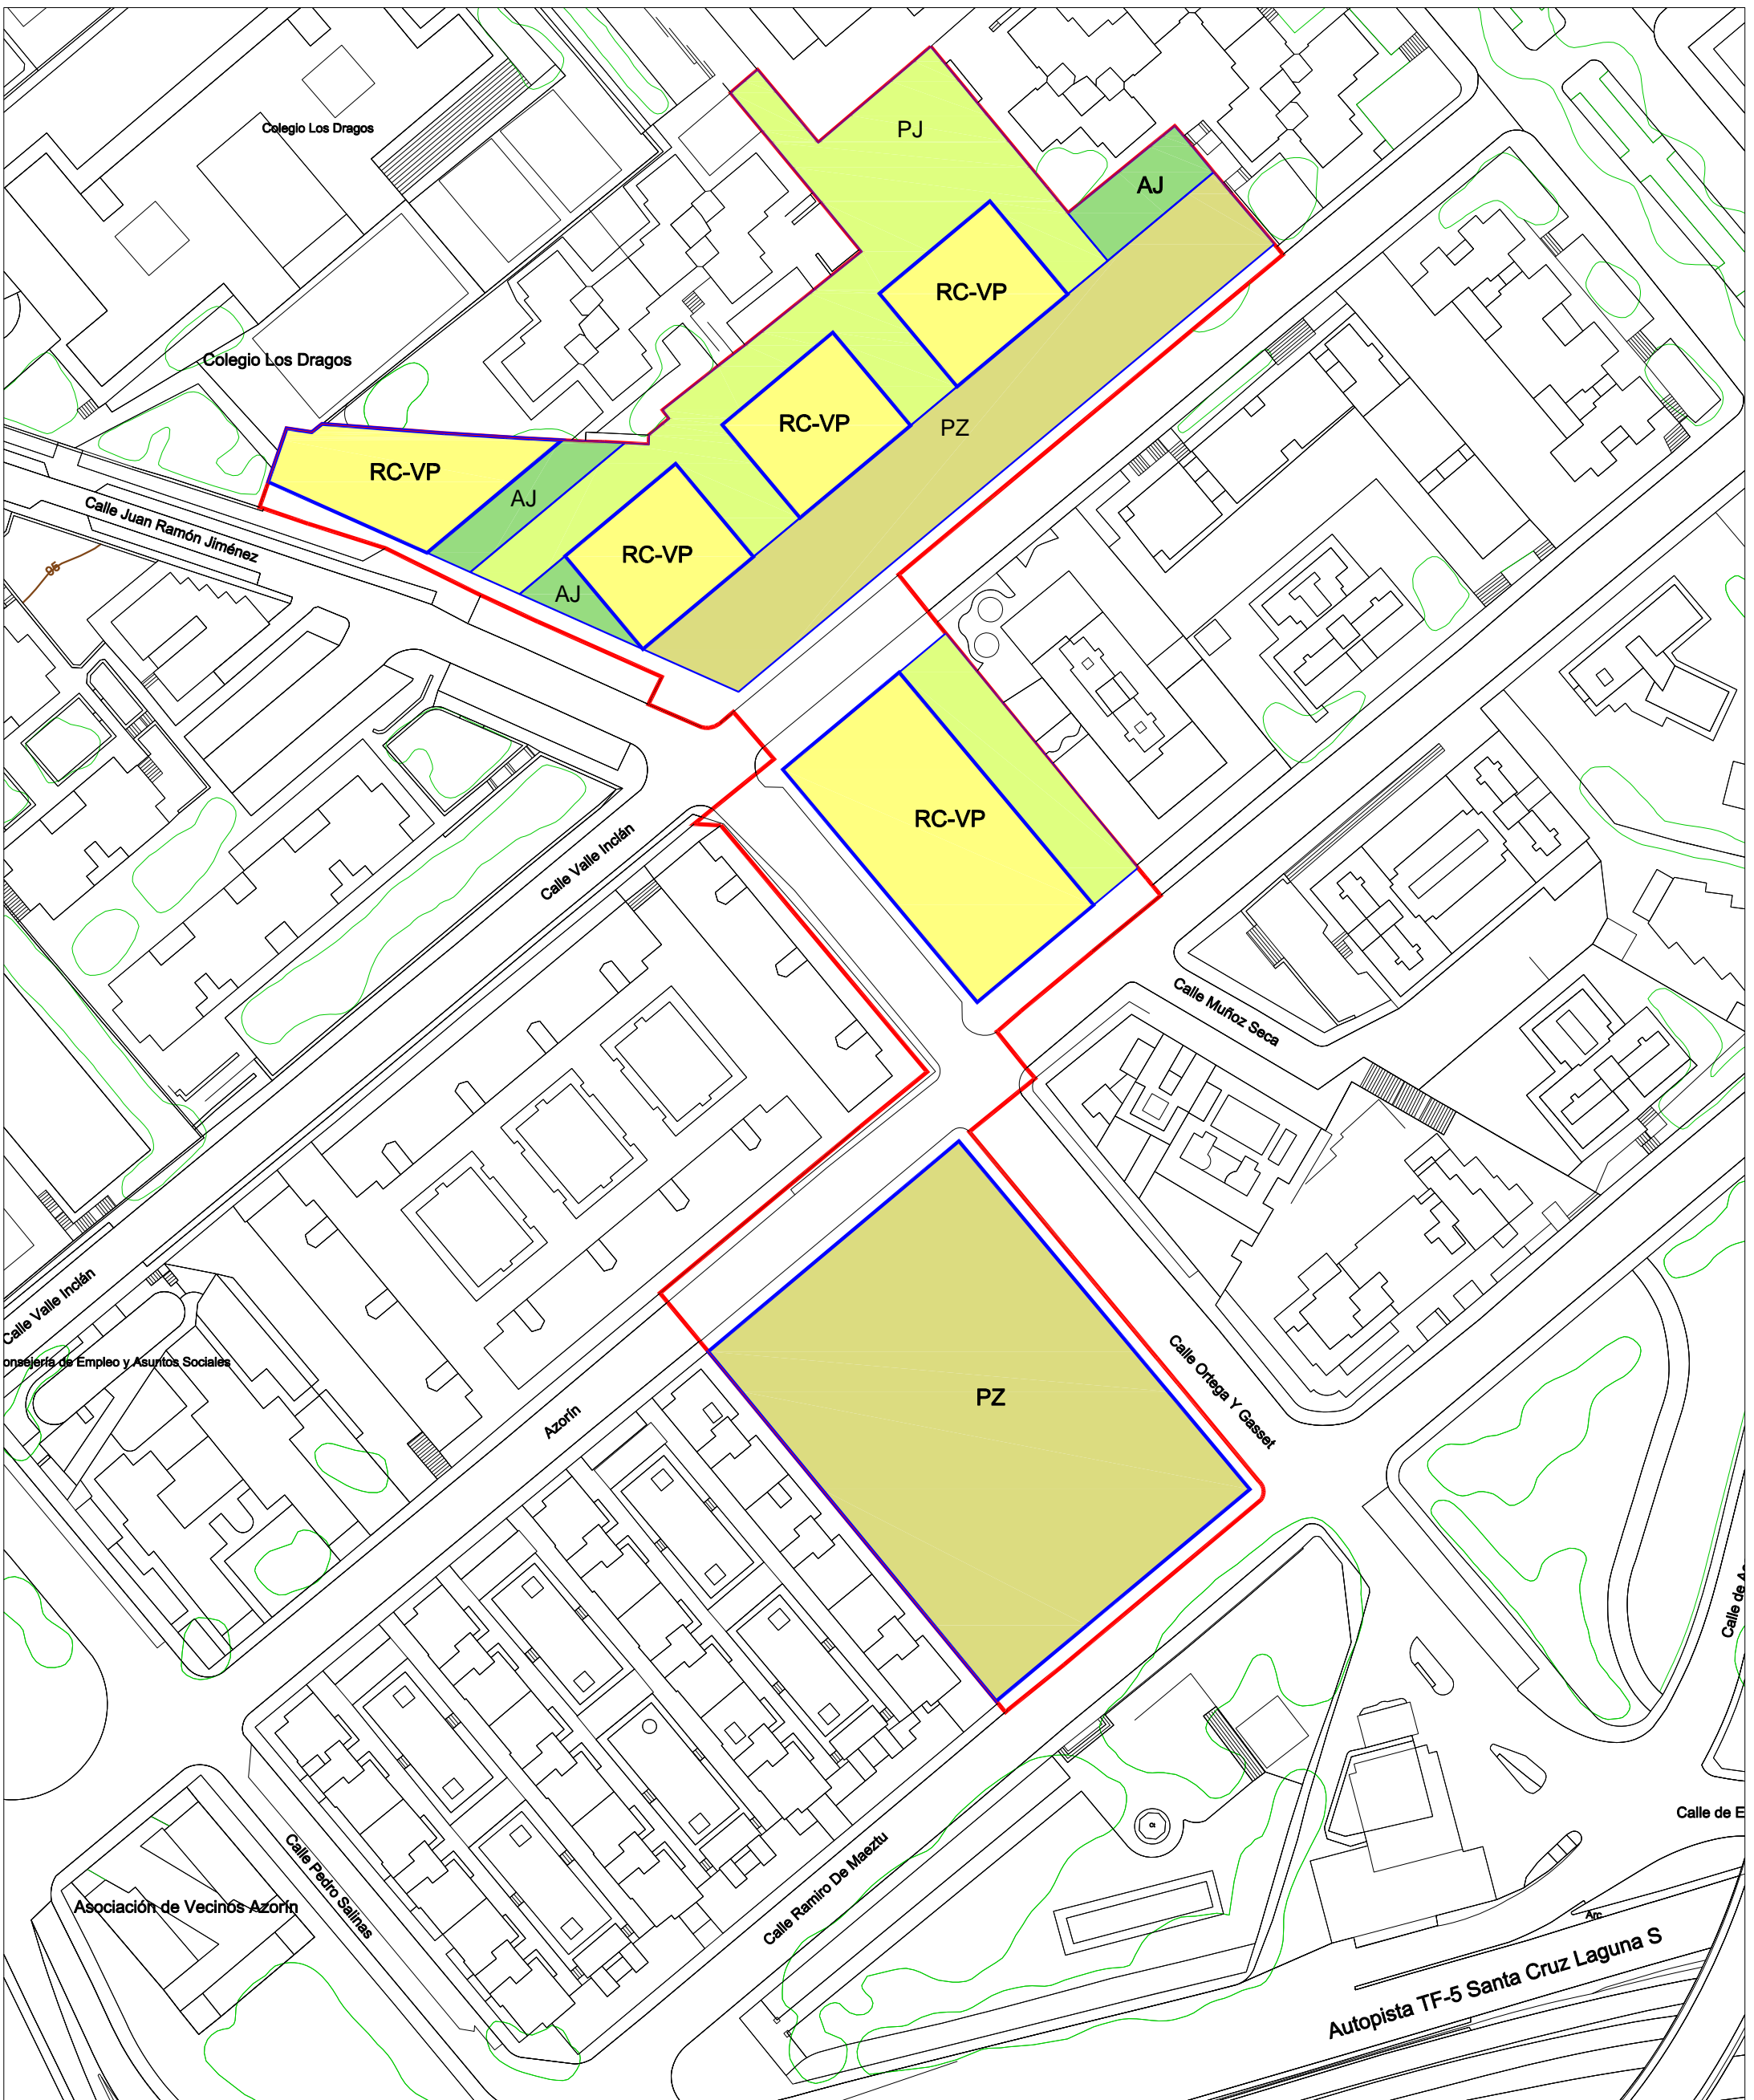 Colegio Los Dragos
PJ
AJ
RC-VP
Colegio Los Dragos
RC-VP
PZ
RC-VP
AJ
Calle Juan Ramón Jiménez
RC-VP
95
AJ
RC-VP
Calle Valle Inclán
Calle Muñoz Seca
Calle Valle Inclán
onsejería de Empleo y Asuntos Sociales
Azorín
PZ
Calle Ortega Y Gasset
Calle de A
Calle de E
Calle Pedro Salinas
Calle Ramiro De Maeztu
Asociación de Vecinos Azorín
Arc
Autopista TF-5 Santa Cruz Laguna S